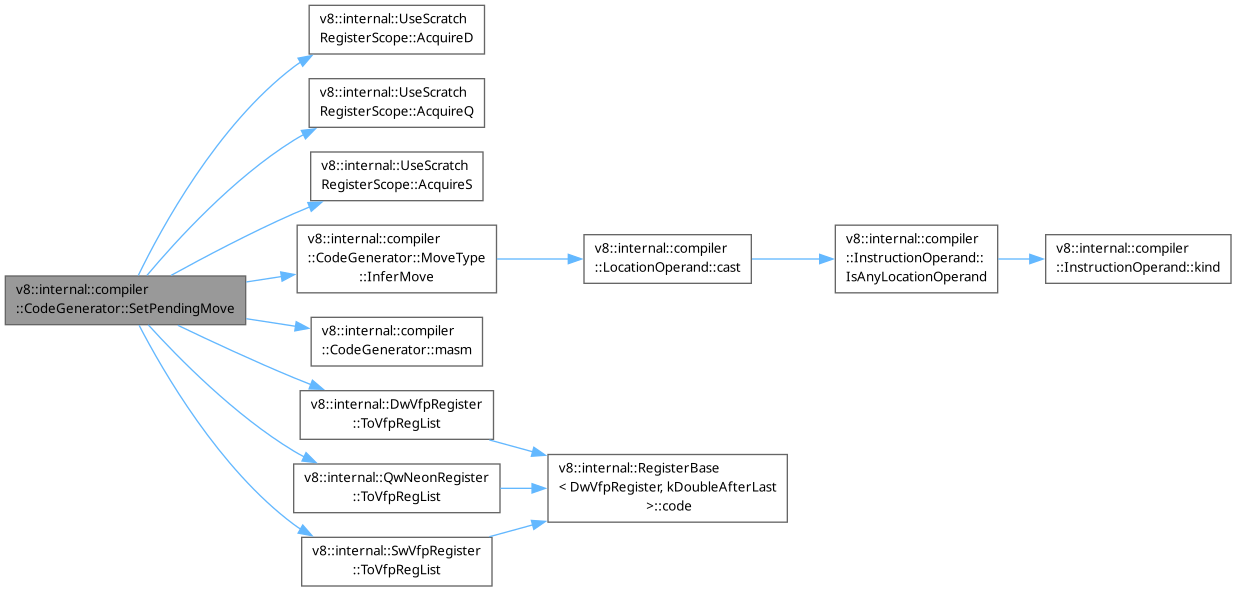 v8::internal::UseScratch
RegisterScope::AcquireD
v8::internal::UseScratch
RegisterScope::AcquireQ
v8::internal::UseScratch
RegisterScope::AcquireS
v8::internal::compiler
::CodeGenerator::MoveType
::InferMove
v8::internal::compiler
::LocationOperand::cast
v8::internal::compiler
::InstructionOperand::
IsAnyLocationOperand
v8::internal::compiler
::InstructionOperand::kind
v8::internal::compiler
::CodeGenerator::SetPendingMove
v8::internal::compiler
::CodeGenerator::masm
v8::internal::DwVfpRegister
::ToVfpRegList
v8::internal::QwNeonRegister
::ToVfpRegList
v8::internal::RegisterBase
< DwVfpRegister, kDoubleAfterLast
>::code
v8::internal::SwVfpRegister
::ToVfpRegList